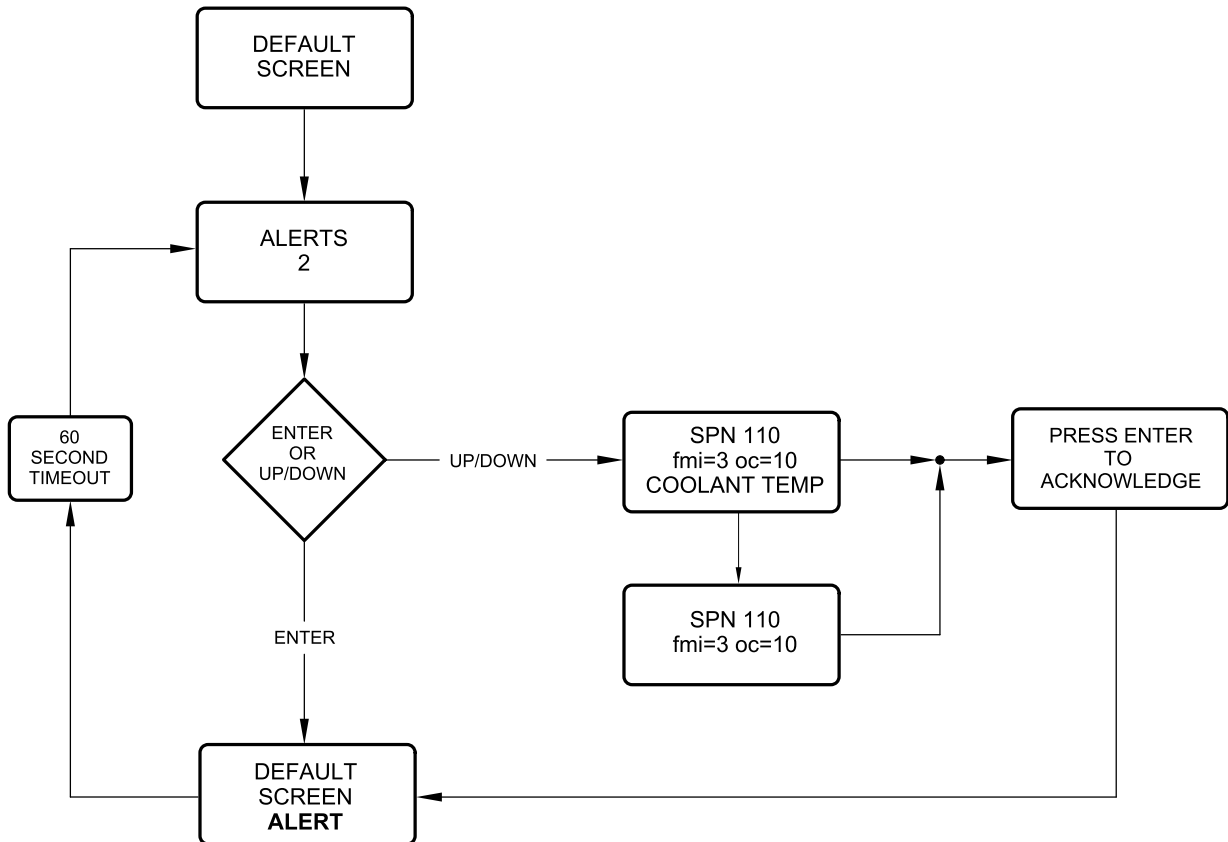 DEFAULT
SCREEN
ALERTS
2
ENTER
OR
UP/DOWN
UP/DOWN
SPN 110
fmi=3 oc=10
COOLANT TEMP
PRESS ENTER
TO
ACKNOWLEDGE
60
SECOND
TIMEOUT
SPN 110
fmi=3 oc=10
ENTER
DEFAULT
SCREEN
ALERT